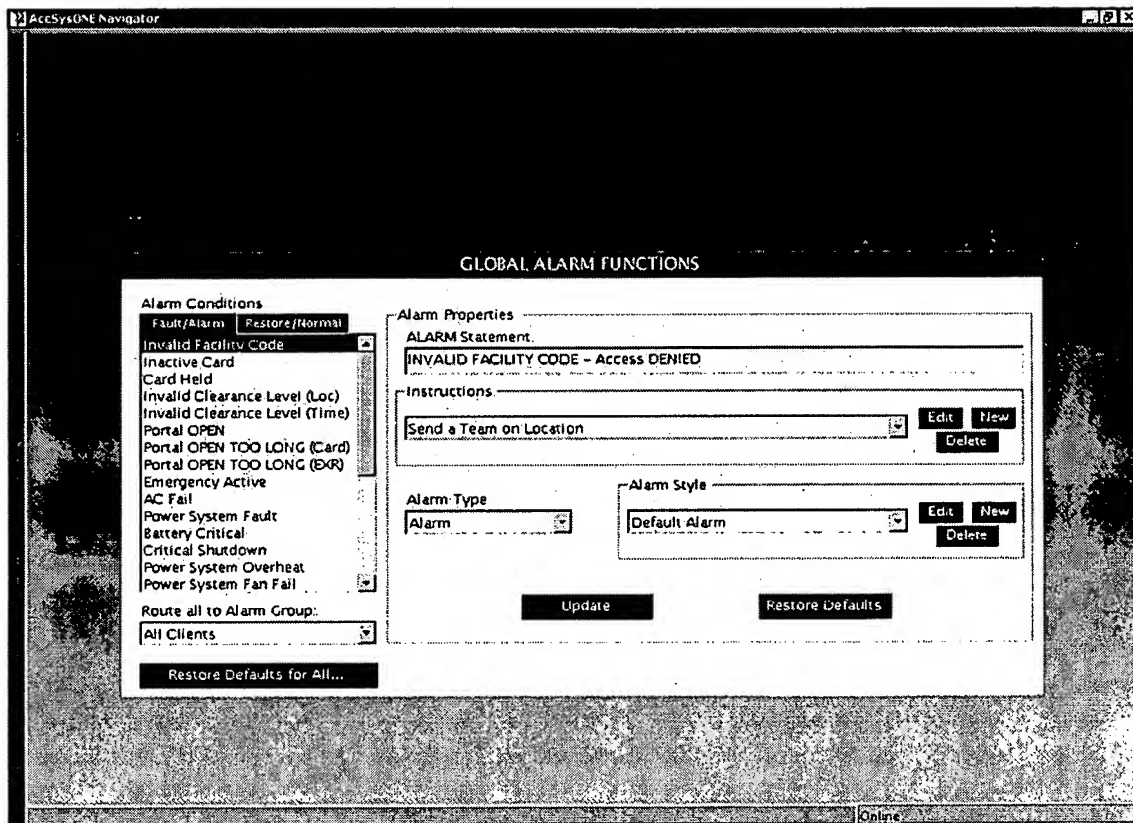 AccSysONE Navigator
GLOBAL ALARM FUNCTIONS
Alarm Conditions
Fault/Alarm
Restore/Normal
Invalid Facility Code
Inactive Card
Card Held
Invalid Clearance Level (Loc)
Invalid Clearance Level (Time)
Portal OPEN
Portal OPEN TOO LONG (Card)
Portal OPEN TOO LONG (EXR)
Emergency Active
AC Fail
Power System Fault
Battery Critical
Critical Shutdown
Power System Overheat
Power System Fan Fail
Route all to Alarm Group:
All Clients
Restore Defaults for All...
Alarm Properties
ALARM Statement
INVALID FACILITY CODE - Access DENIED
Instructions
Send a Team on Location
Edit New
Delete
Alarm Type
Alarm
Alarm Style
Default Alarm
Edit New
Delete
Update
Restore Defaults
Online